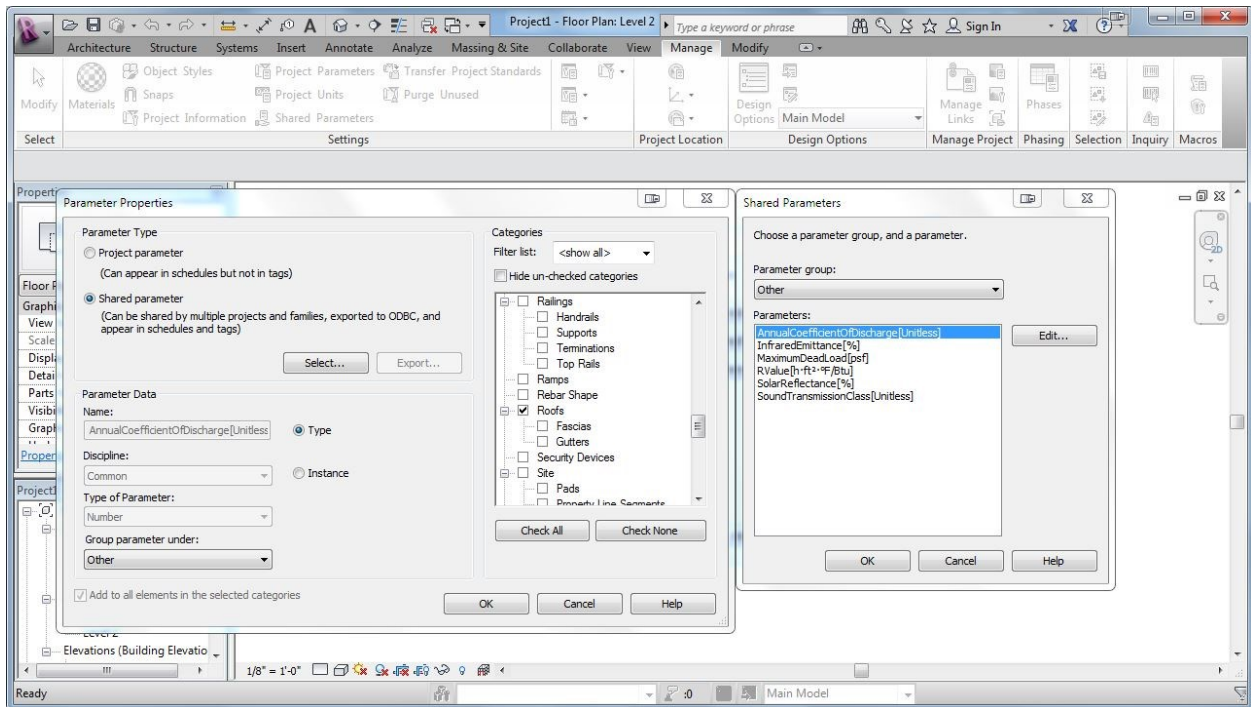 Project1 - Floor Plan: Level 2
Type a keyword or phrase
Sign In
Architecture Structure Systems Insert Annotate Analyze Massing & Site Collaborate View Manage Modify
Modify
Materials
Object Styles
Snaps
Project Information
Project Parameters
Project Units
Shared Parameters
Transfer Project Standards
Purge Unused
Design
Options
Main Model
Manage
Links
Phases
Select Settings Project Location Design Options Manage Project Phasing Selection Inquiry Macros
Parameter Properties
Parameter Type
Project parameter
(Can appear in schedules but not in tags)
Shared parameter
(Can be shared by multiple projects and families, exported to ODBC, and
appear in schedules and tags)
Select...
Export...
Parameter Data
Name:
AnnualCoefficientOfDischarge[Unitless
Type
Discipline:
Common
Instance
Type of Parameter:
Number
Group parameter under:
Other
Add to all elements in the selected categories
Categories
Filter list: <show all>
Hide un-checked categories
Railings
Handrails
Supports
Terminations
Top Rails
Ramps
Rebar Shape
Roofs
Fascias
Gutters
Security Devices
Site
Pads
Property Line Segments
Check All
Check None
OK
Cancel
Help
Shared Parameters
Choose a parameter group, and a parameter.
Parameter group:
Other
Parameters:
AnnualCoefficientOfDischarge[Unitless]
InfraredEmittance[%]
MaximumDeadLoad[psf]
RValue[h·ft²·ºF/Btu]
SolarReflectance[%]
SoundTransmissionClass[Unitless]
Edit...
OK
Cancel
Help
2D
Propert
Floor P
Graphi
View
Scale
Displa
Detai
Parts
Visibi
Graph
Proper
Project1
Level 2
Elevations (Building Elevatio
1/8" = 1'-0"
Ready
:0
Main Model